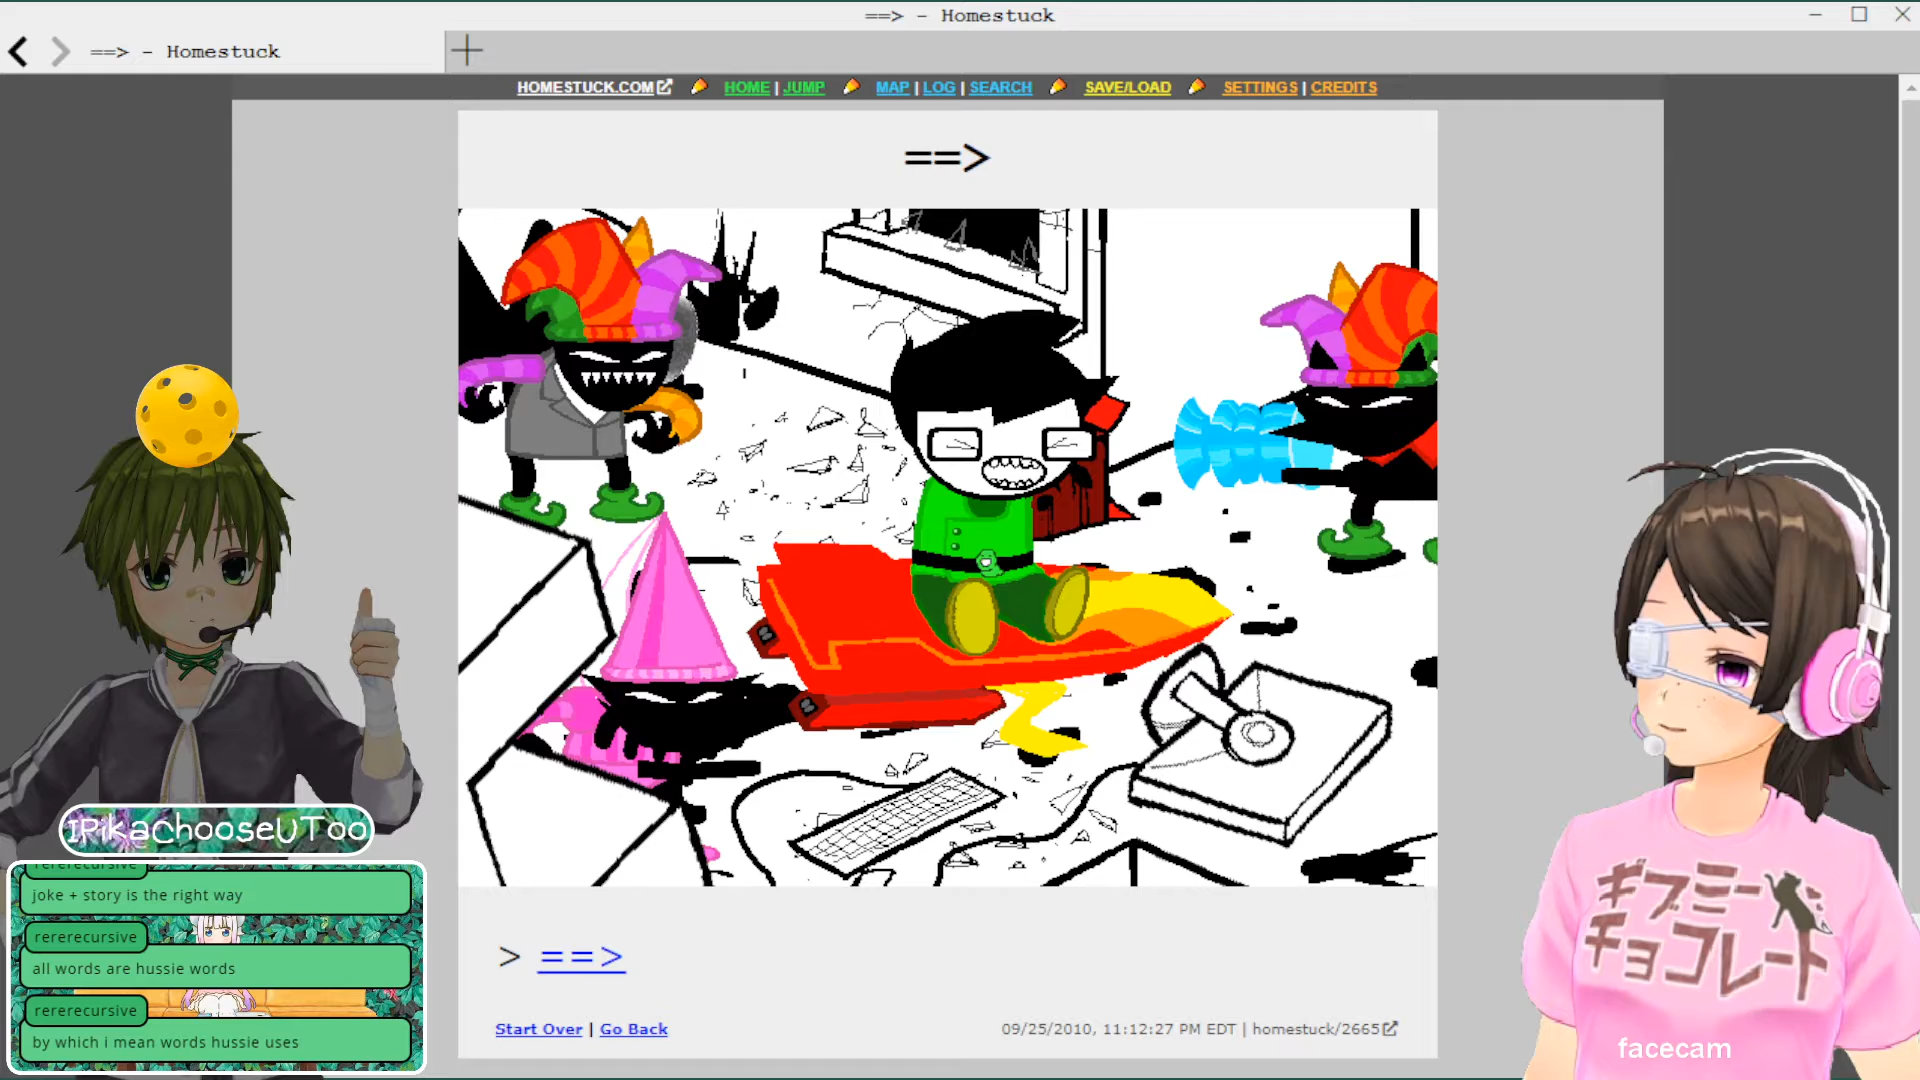 ==> - Homestuck
==> - Homestuck
HOMESTUCK.COM HOME | JUMP MAP | LOG | SEARCH SAVE/LOAD SETTINGS | CREDITS
==>
> ==>
Start Over | Go Back
09/25/2010, 11:12:27 PM EDT | homestuck/2665
IPikachooseUToo
rererecursive
joke + story is the right way
rererecursive
all words are hussie words
rererecursive
by which i mean words hussie uses
ギブミー
チョコレート
facecam